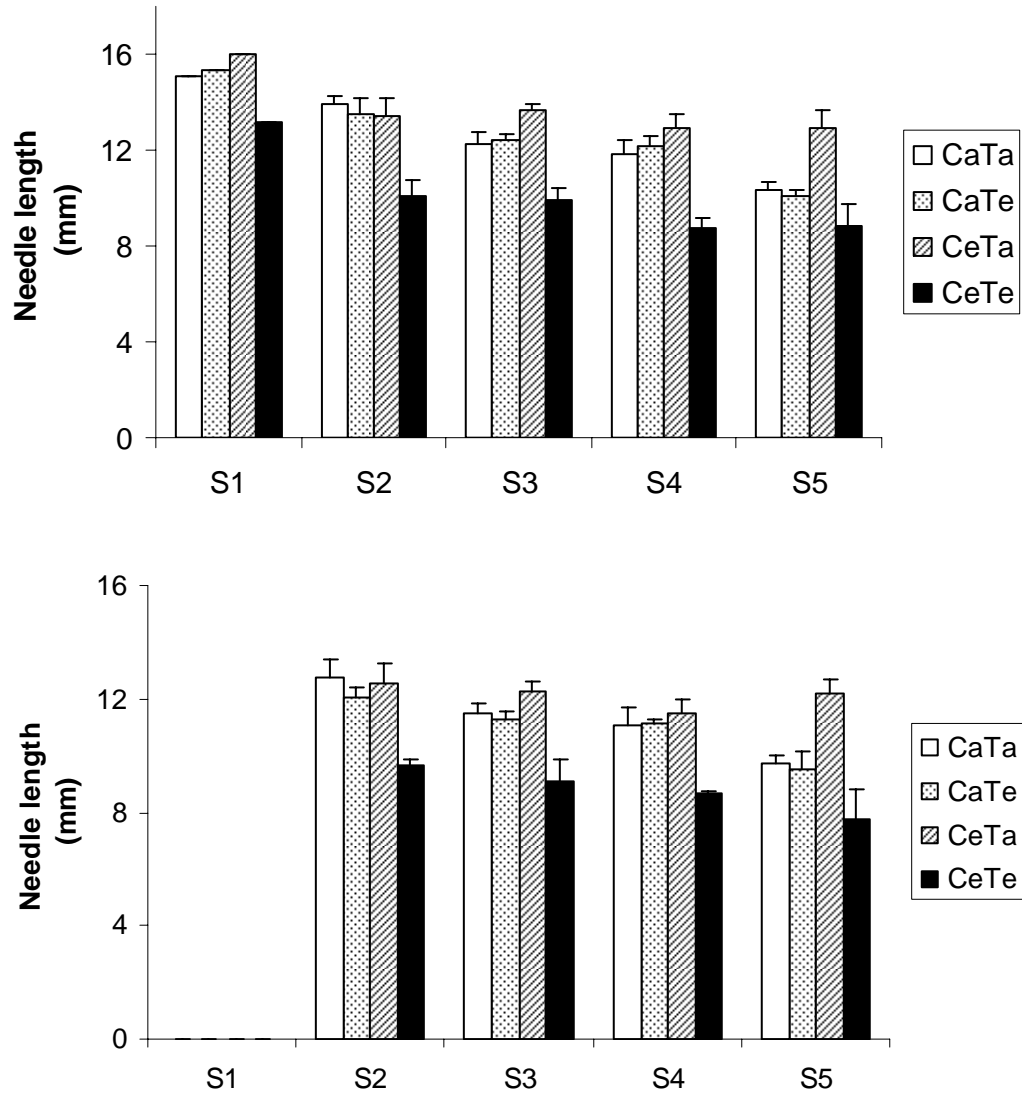 16
12
8
4
0
Needle length
(mm)
S1 S2 S3 S4 S5
CaTa
CaTe
CeTa
CeTe
16
12
8
4
0
Needle length
(mm)
S1 S2 S3 S4 S5
CaTa
CaTe
CeTa
CeTe